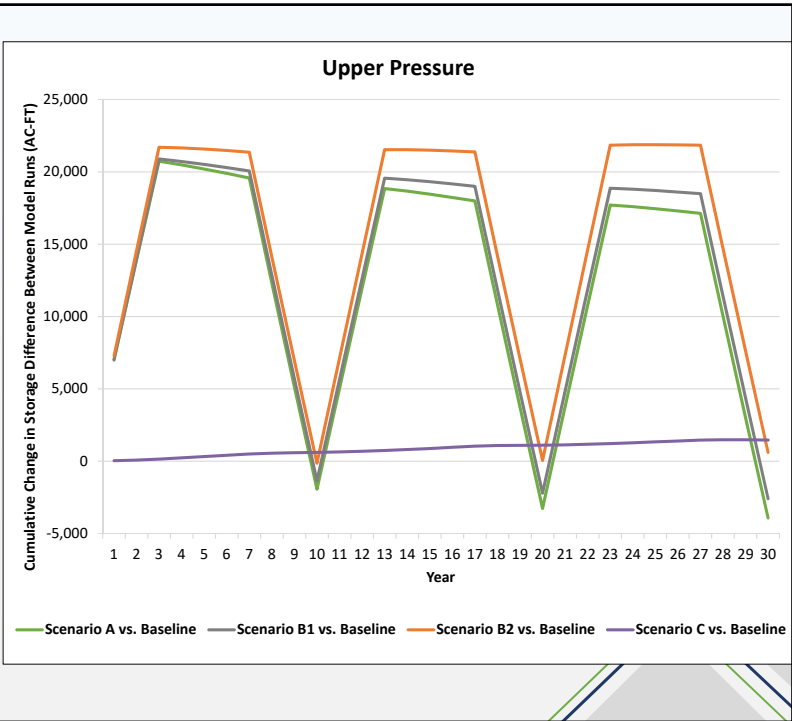 Upper Pressure
Cumulative Change in Storage Difference Between Model Runs (AC-FT)
25,000
20,000
15,000
10,000
5,000
0
-5,000
1 2 3 4 5 6 7 8 9 10 11 12 13 14 15 16 17 18 19 20 21 22 23 24 25 26 27 28 29 30
Year
Scenario A vs. Baseline Scenario B1 vs. Baseline Scenario B2 vs. Baseline Scenario C vs. Baseline